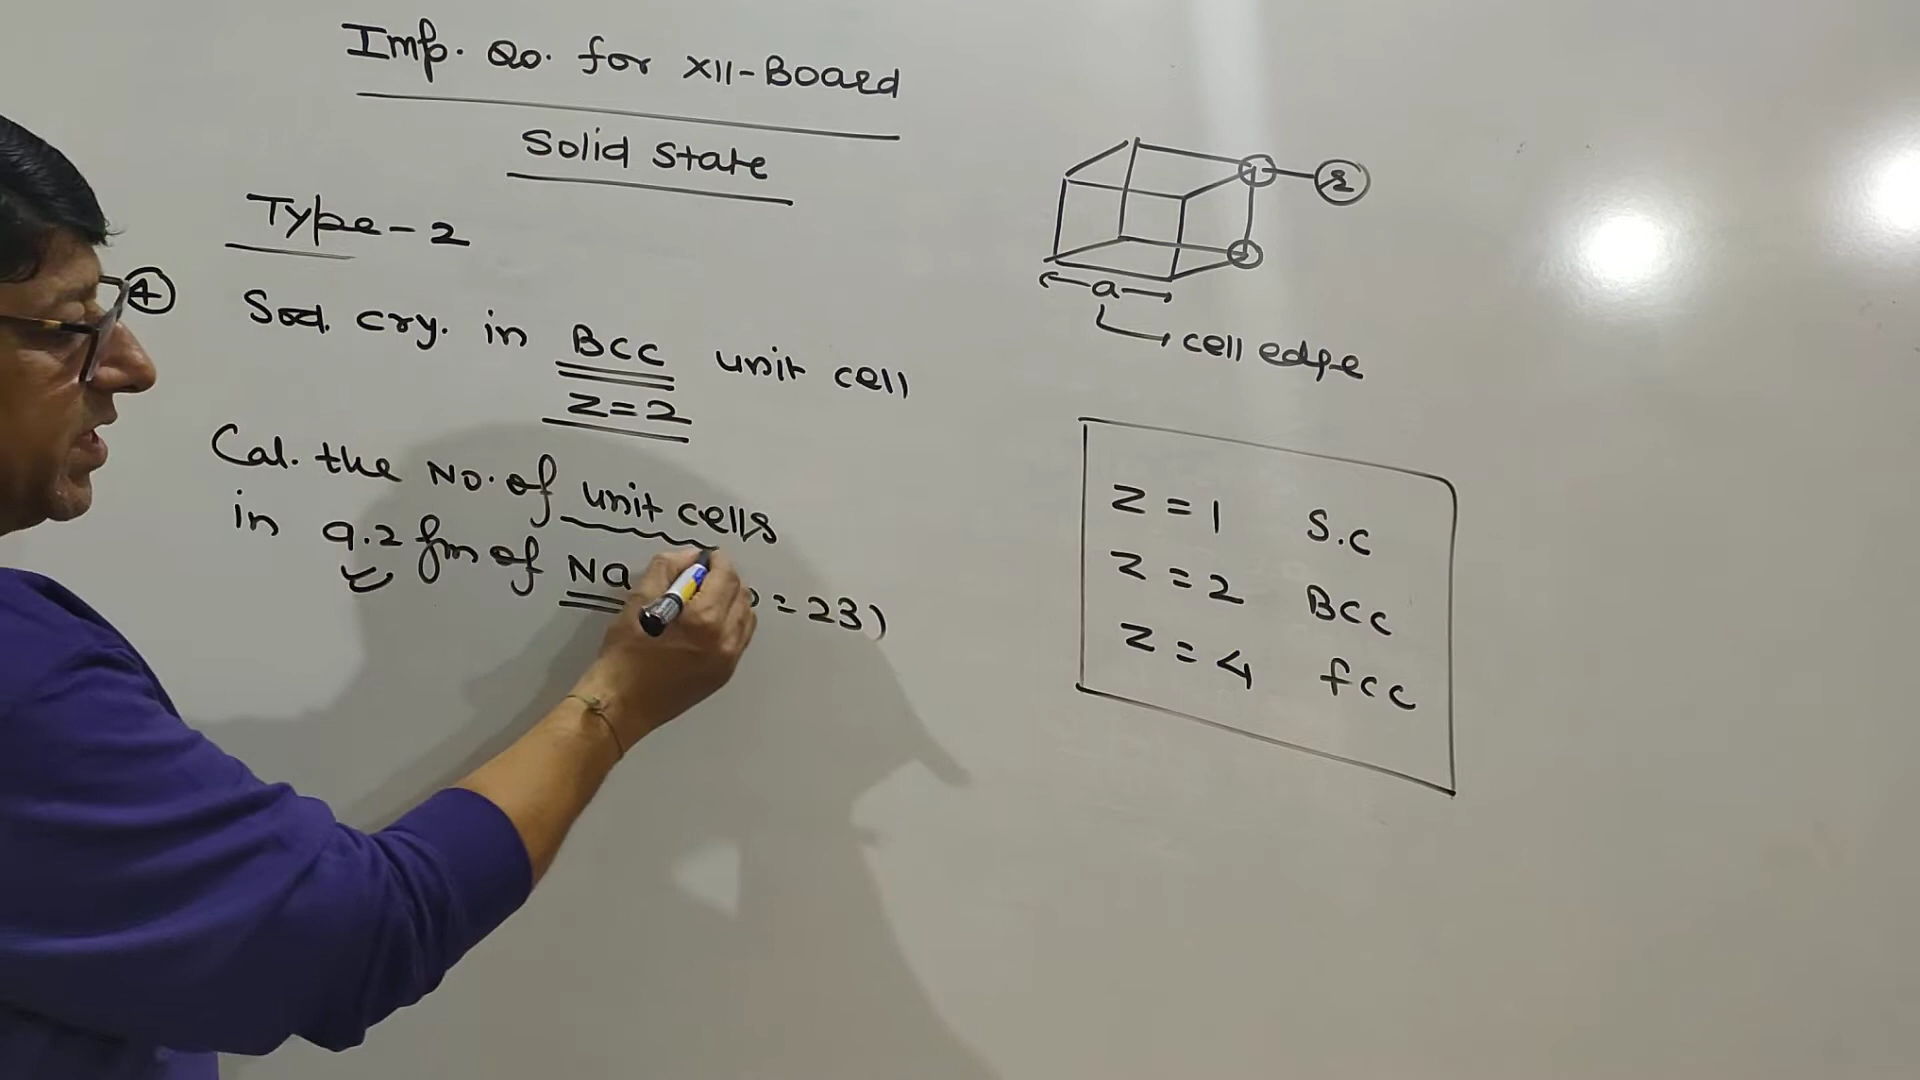 Imp. Qo. for XII-Board
Solid State
Type-2
4
Sod. cry. in BCC unit cell
Z=2
Cal. the No. of unit cells
in 9.2 gm of Na = 23)
a
cell edge
Z = 1 S.C
Z = 2 BCC
Z = 4 fcc